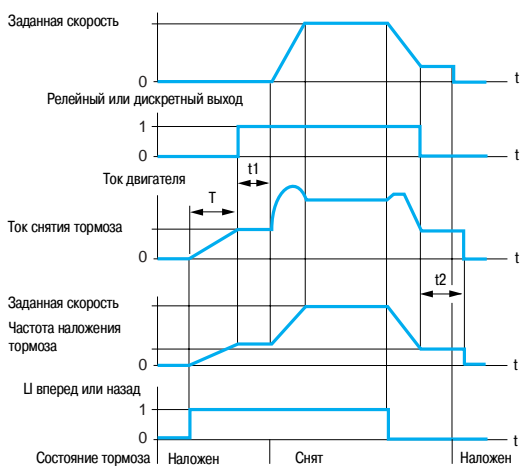 Заданная скорость
0
t
Релейный или дискретный выход
1
0
t
t1
Ток двигателя
T
Ток снятия тормоза
0
t
t2
Заданная скорость
Частота наложения
тормоза
0
t
Ц вперед или назад
1
0
t
Состояние тормоза
Наложен
Снят
Наложен